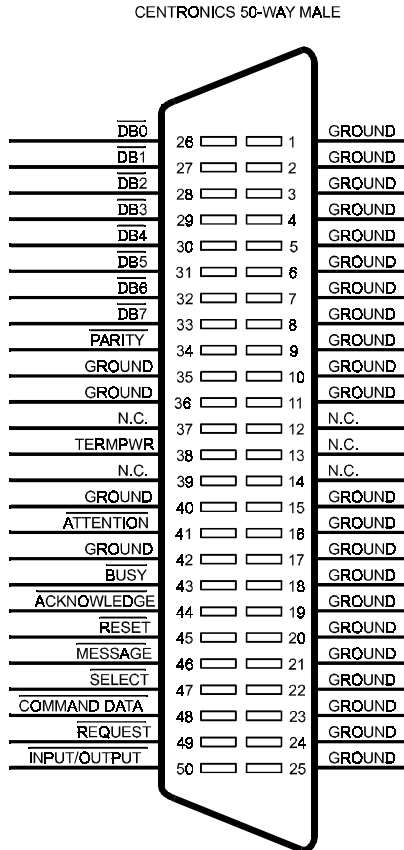 CENTRONICS 50-WAY MALE
DB0 26 1 GROUND
DB1 27 2 GROUND
DB2 28 3 GROUND
DB3 29 4 GROUND
DB4 30 5 GROUND
DB5 31 6 GROUND
DB6 32 7 GROUND
DB7 33 8 GROUND
PARITY 34 9 GROUND
GROUND 35 10 GROUND
GROUND 36 11 GROUND
N.C. 37 12 N.C.
TERMPWR 38 13 N.C.
N.C. 39 14 N.C.
GROUND 40 15 GROUND
ATTENTION 41 16 GROUND
GROUND 42 17 GROUND
BUSY 43 18 GROUND
ACKNOWLEDGE 44 19 GROUND
RESET 45 20 GROUND
MESSAGE 46 21 GROUND
SELECT 47 22 GROUND
COMMAND DATA 48 23 GROUND
REQUEST 49 24 GROUND
INPUT/OUTPUT 50 25 GROUND